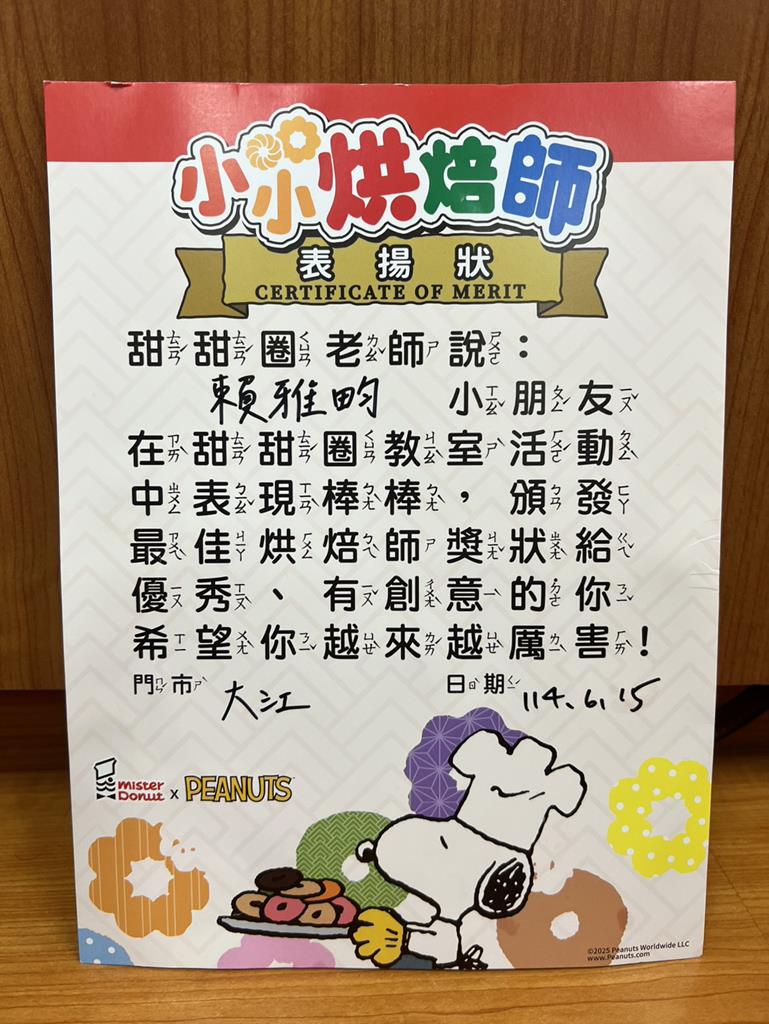 小小烘焙師
表揚狀
CERTIFICATE OF MERIT
甜甜圈老師說：
賴雅畇 小朋友
在甜甜圈教室活動
中表現棒棒，頒發
最佳烘焙師獎狀給
優秀、有創意的你
希望你越來越厲害！
門市 大江 日期 114.6.15
Mister Donut x PEANUTS
©2025 Peanuts Worldwide LLC
www.Peanuts.com